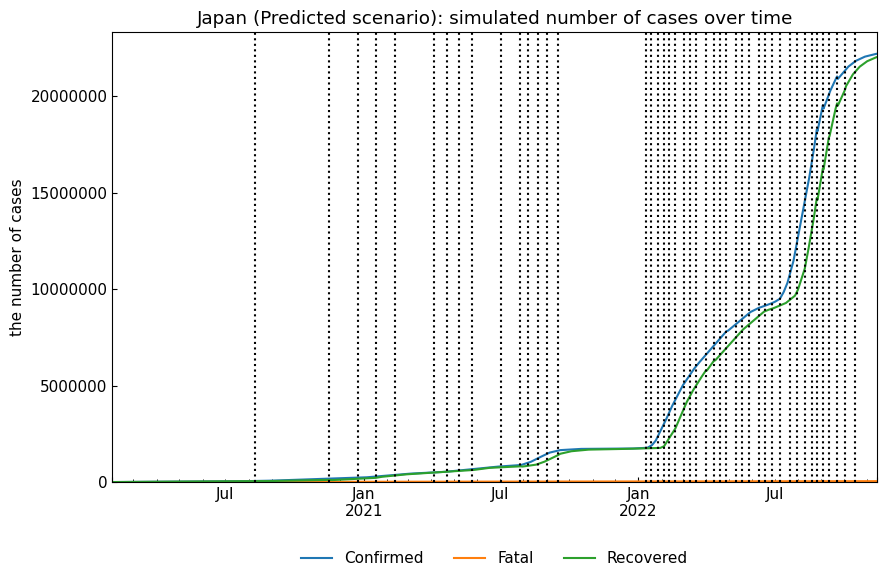 Japan (Predicted scenario): simulated number of cases over time
the number of cases
20000000
15000000
10000000
5000000
0
Jul
Jan
2021
Jul
Jan
2022
Jul
Confirmed
Fatal
Recovered